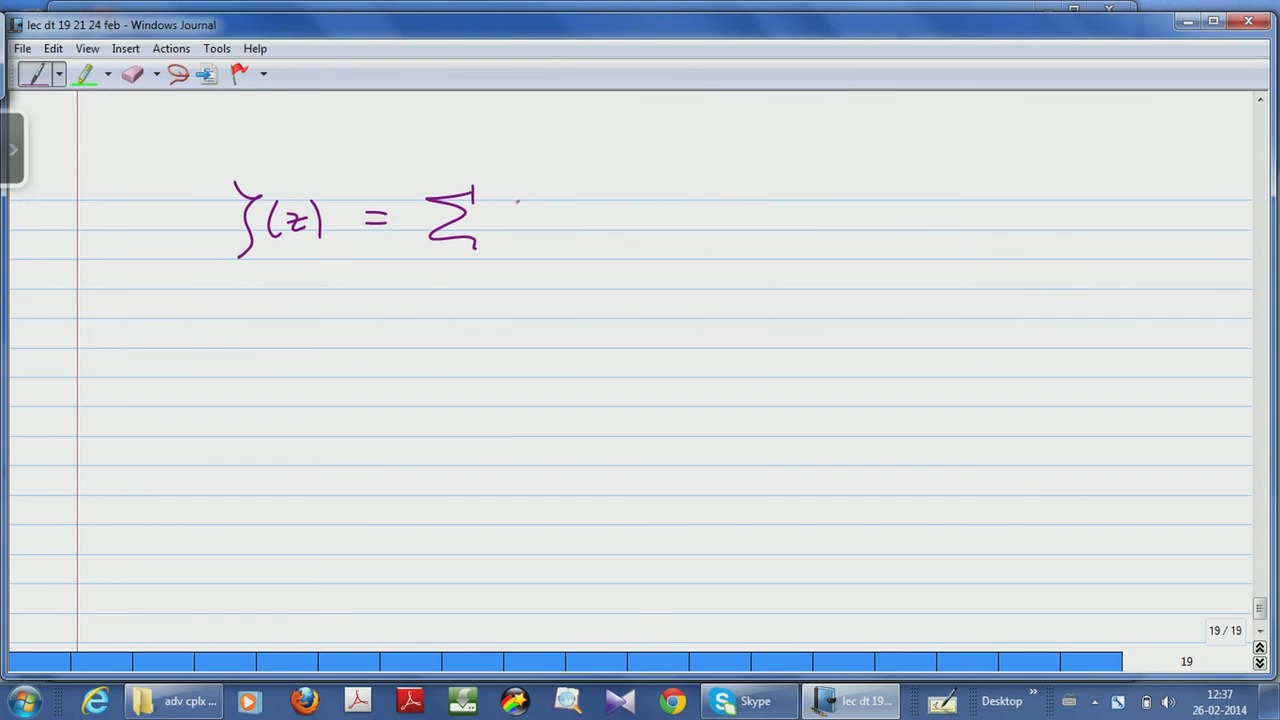 lec dt 19 21 24 feb - Windows Journal
File Edit View Insert Actions Tools Help
ζ(z) = Σ
19 / 19
19
adv cplx ...
Skype
lec dt 19...
Desktop
»
12:37
26-02-2014